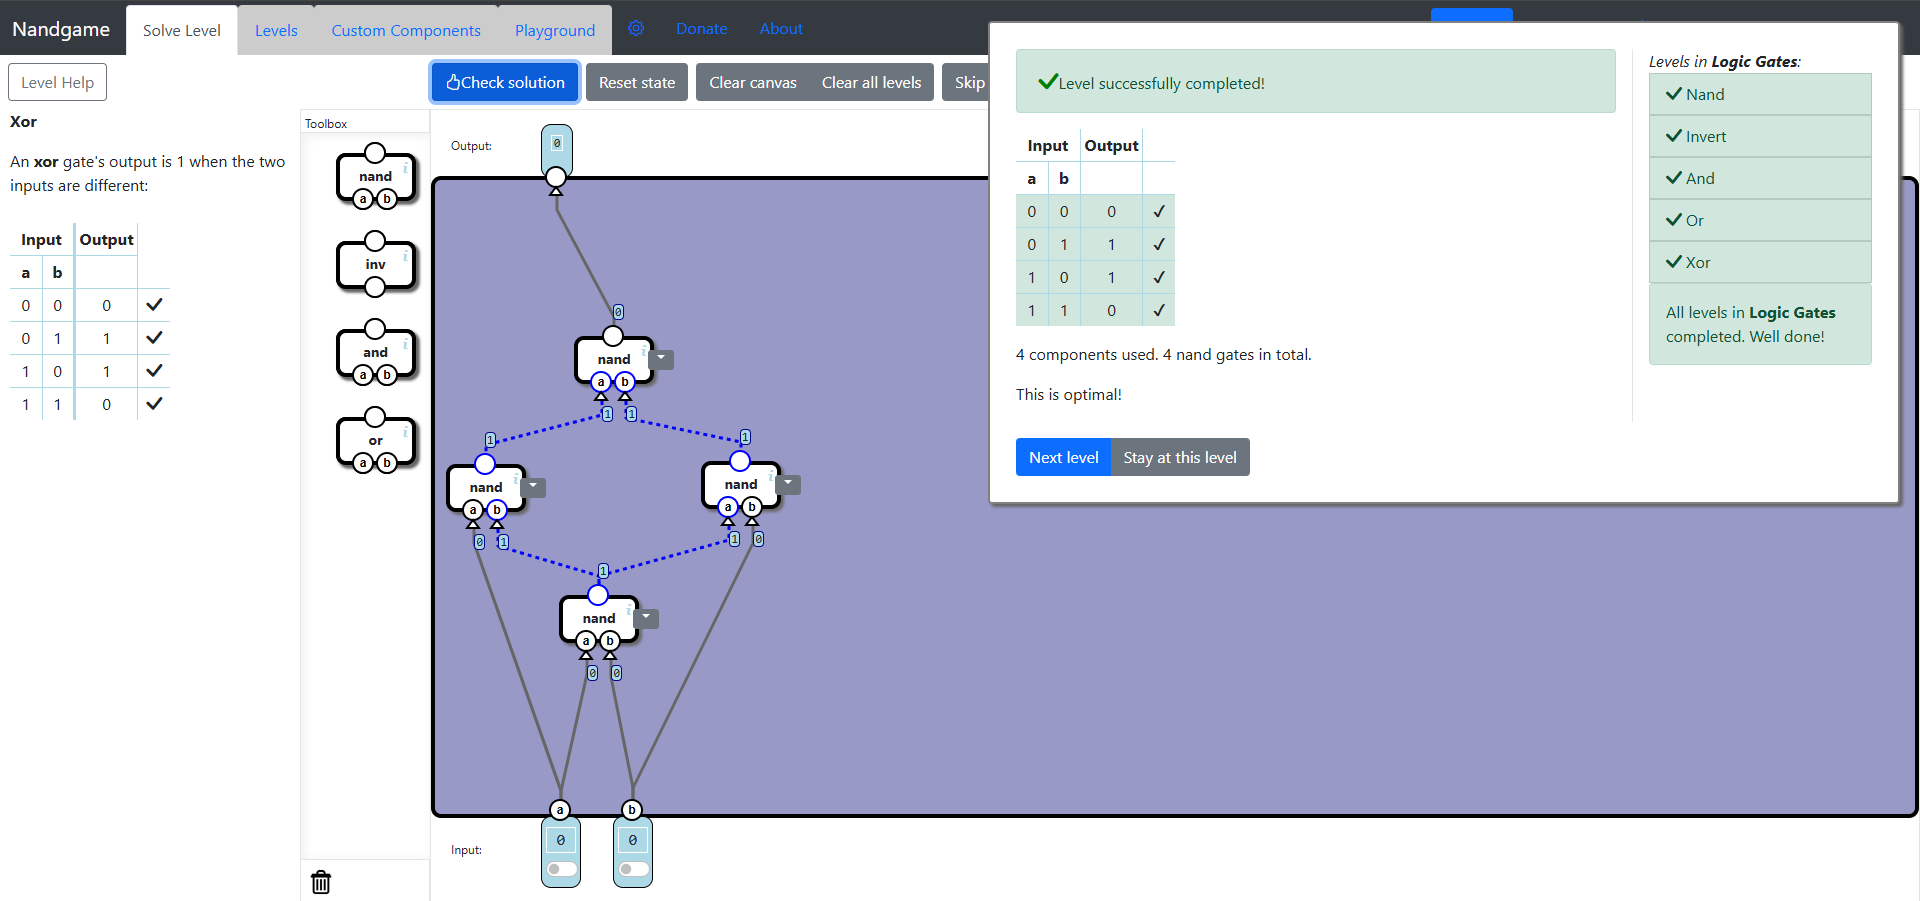 Nandgame
Solve Level
Levels
Custom Components
Playground
Donate
About
Level Help
Check solution
Reset state
Clear canvas
Clear all levels
Skip
Xor
An xor gate's output is 1 when the two
inputs are different:
Input Output
a b
0 0 0
0 1 1
1 0 1
1 1 0
Toolbox
nand
a b
inv
and
a b
or
a b
Output:
0
0
nand
a b
1 1
1
1
nand
a b
0 1
nand
a b
1 0
1
nand
a b
0 0
a
b
Input:
0
0
Level successfully completed!
Input Output
a b
0 0 0
0 1 1
1 0 1
1 1 0
4 components used. 4 nand gates in total.
This is optimal!
Next level
Stay at this level
Levels in Logic Gates:
Nand
Invert
And
Or
Xor
All levels in Logic Gates
completed. Well done!